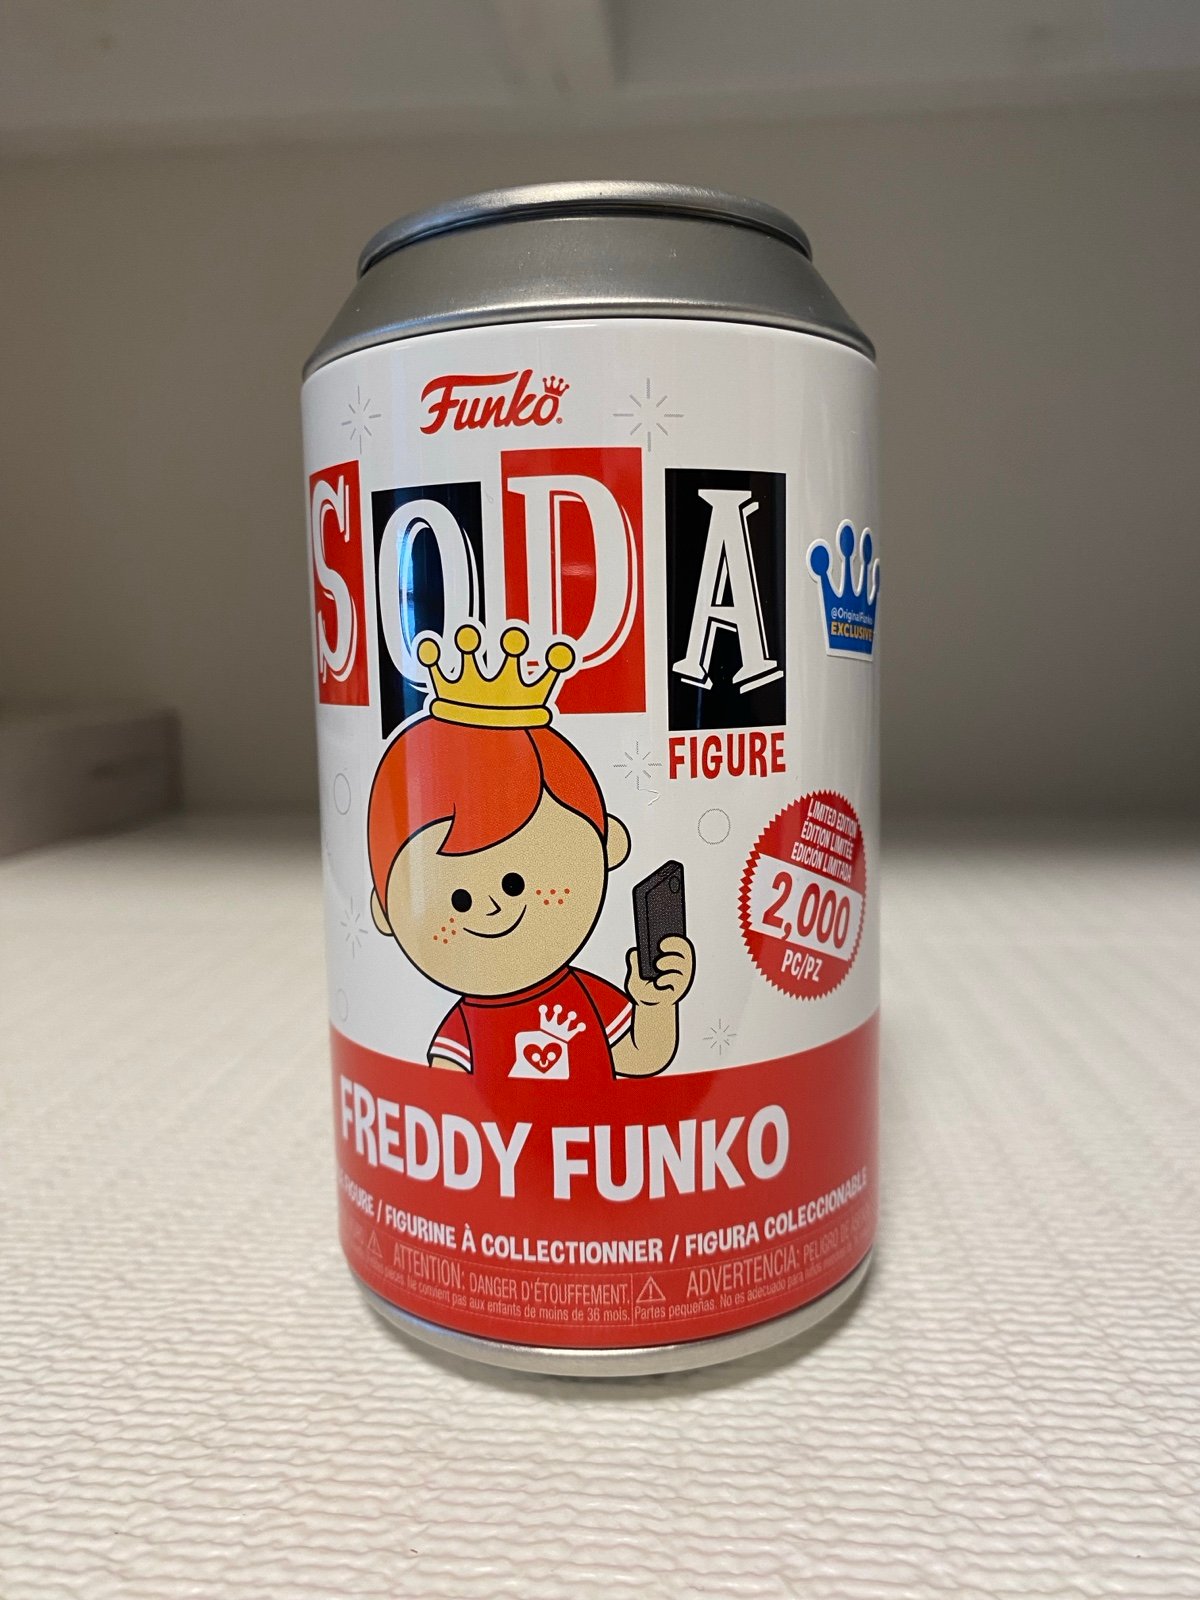 Funko
SODA
FIGURE
@OriginalFunko
EXCLUSIVE
LIMITED EDITION
ÉDITION LIMITÉE
EDICIÓN LIMITADA
2,000
PC/PZ
FREDDY FUNKO
FIGURE / FIGURINE À COLLECTIONNER / FIGURA COLECCIONABLE
ATTENTION: DANGER D'ÉTOUFFEMENT.
Ne convient pas aux enfants de moins de 36 mois.
ADVERTENCIA: PELIGRO DE
Partes pequeñas. No es adecuado para niños